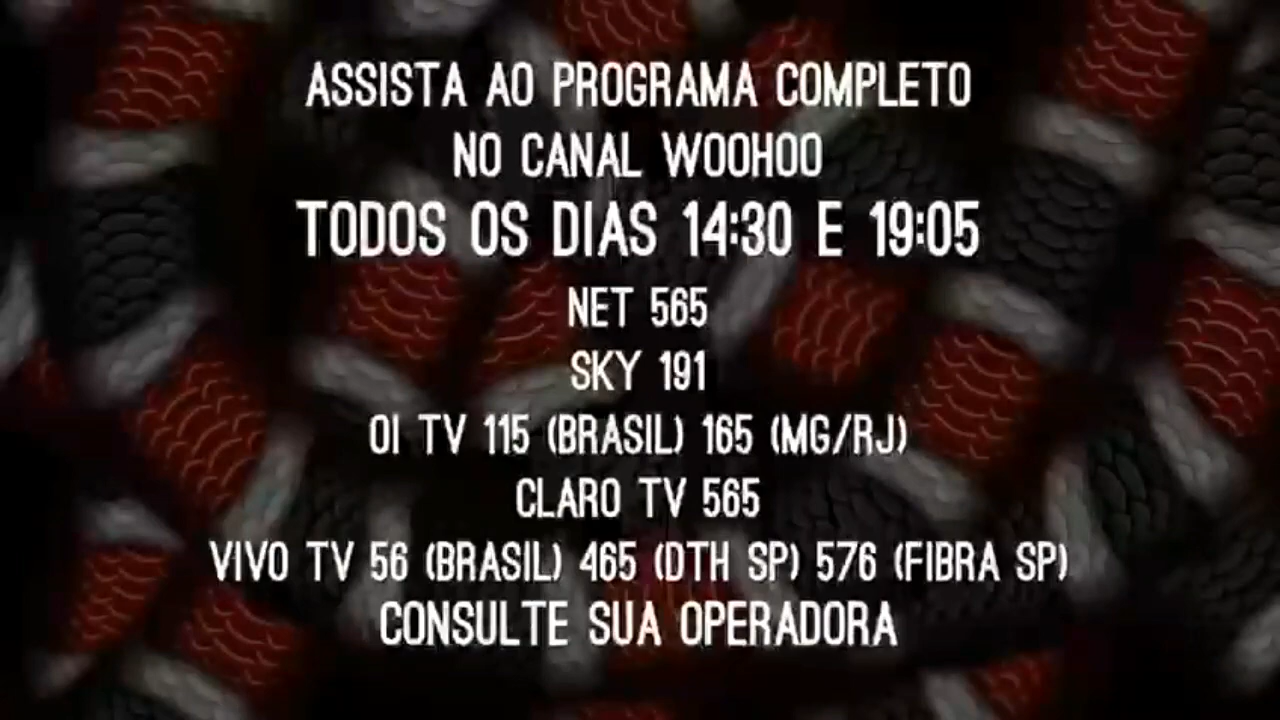 ASSISTA AO PROGRAMA COMPLETO
NO CANAL WOOHOO
TODOS OS DIAS 14:30 E 19:05
NET 565
SKY 191
OI TV 115 (BRASIL) 165 (MG/RJ)
CLARO TV 565
VIVO TV 56 (BRASIL) 465 (DTH SP) 576 (FIBRA SP)
CONSULTE SUA OPERADORA